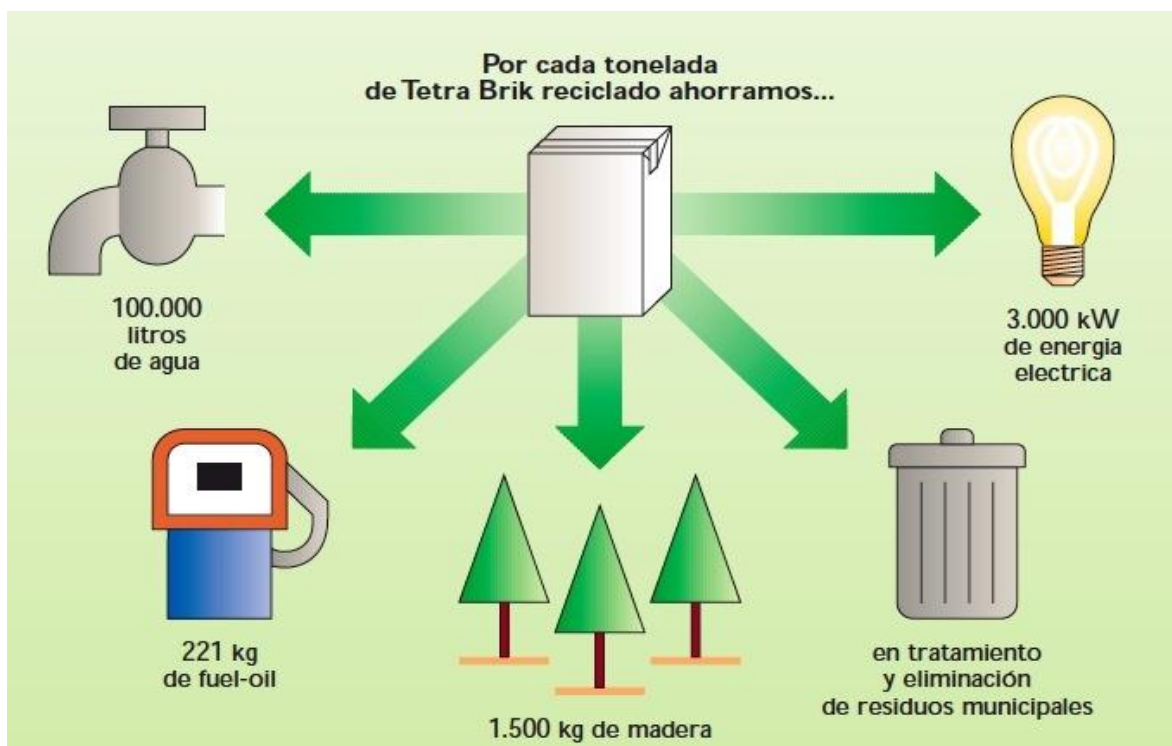 Por cada tonelada
de Tetra Brik reciclado ahorramos...
100.000
litros
de agua
3.000 kW
de energia
electrica
221 kg
de fuel-oil
1.500 kg de madera
en tratamiento
y eliminación
de residuos municipales